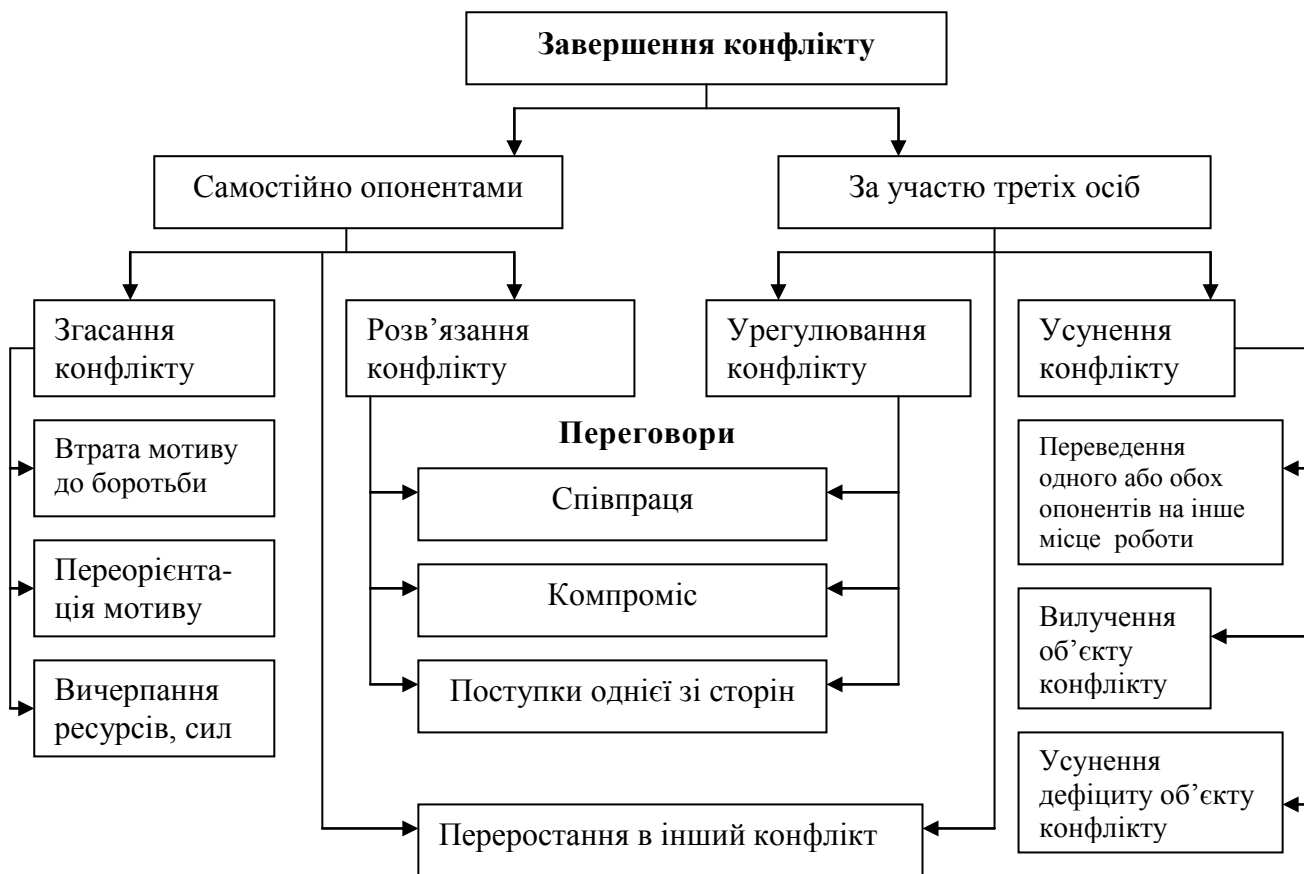 Завершення конфлікту
Самостійно опонентами
За участю третіх осіб
Згасання
конфлікту
Розв’язання
конфлікту
Урегулювання
конфлікту
Усунення
конфлікту
Переговори
Втрата мотиву
до боротьби
Переорієнта-
ція мотиву
Вичерпання
ресурсів, сил
Співпраця
Компроміс
Поступки однієї зі сторін
Переростання в інший конфлікт
Переведення
одного або обох
опонентів на інше
місце роботи
Вилучення
об’єкту
конфлікту
Усунення
дефіциту об’єкту
конфлікту